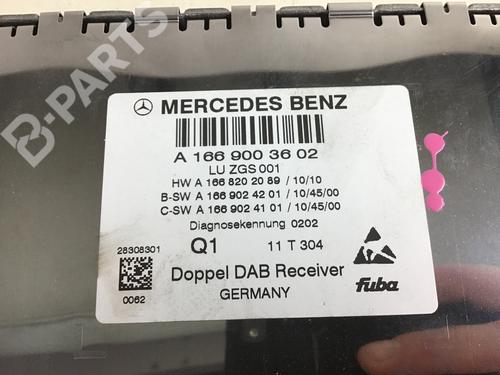 B-PARTS
MERCEDES BENZ
A 166 900 3 6 02
LU ZGS 001
HW A 166 820 20 89 / 10/10
B-SW A 166 902 42 01 / 10/45/00
C-SW A 166 902 41 01 / 10/45/00
Diagnosekennung 0202
28308301
Q1 11 T 304
0062
Doppel DAB Receiver
GERMANY
fuba